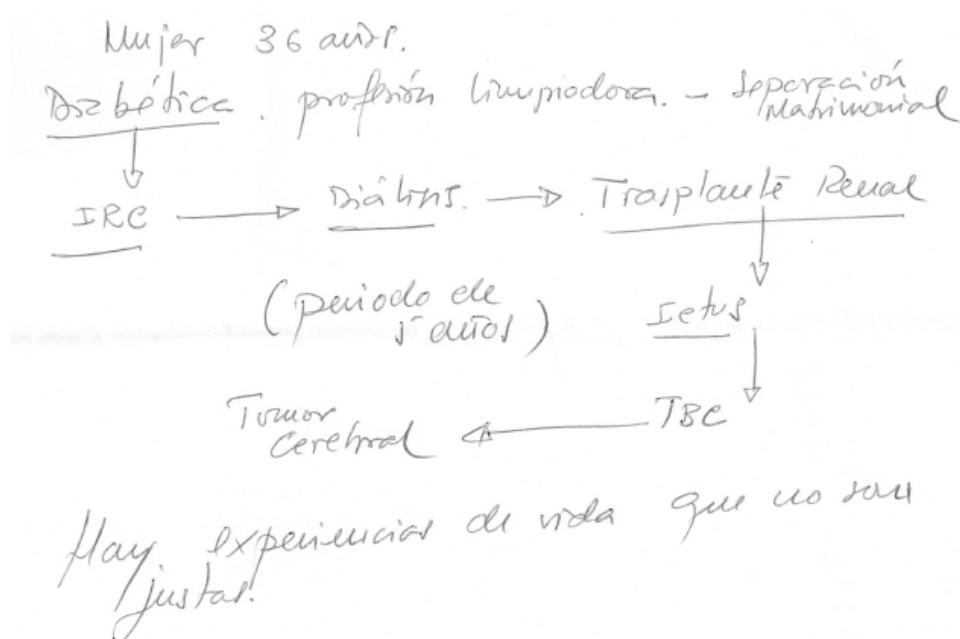 Mujer 36 años.
Diabética. profesión limpiadora. - Separación
Matrimonial
IRC → Diálisis. → Trasplante Renal
(periodo de
5 años)
Ictus
TBC
Tumor
Cerebral
Hay experiencias de vida que no son
justas.